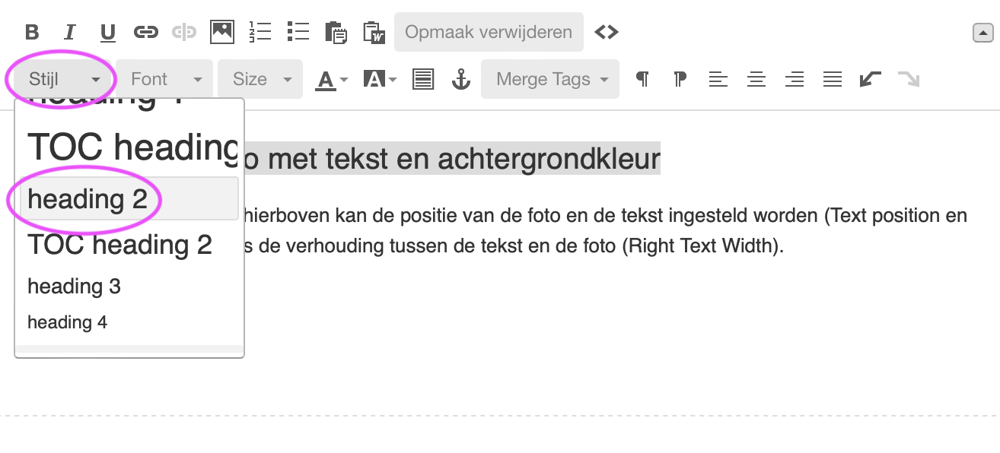 B I U Opmaak verwijderen
Stijl Font Size A A Merge Tags
heading 1
TOC heading
o met tekst en achtergrondkleur
heading 2
hierboven kan de positie van de foto en de tekst ingesteld worden (Text position en
TOC heading 2
s de verhouding tussen de tekst en de foto (Right Text Width).
heading 3
heading 4